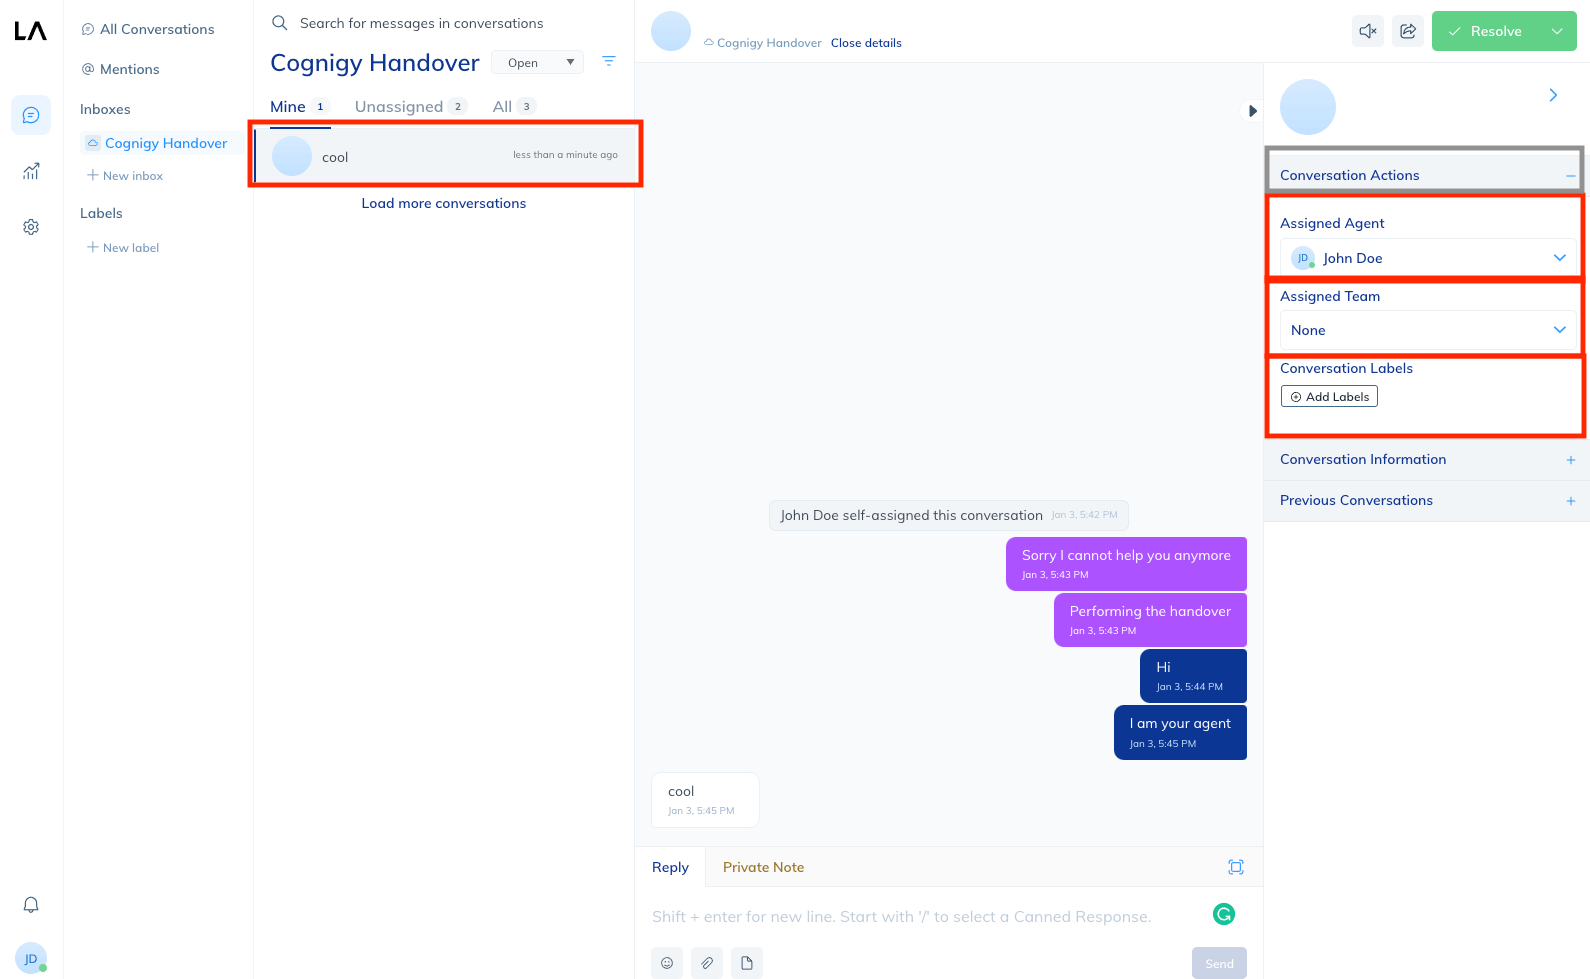 LA
All Conversations
Mentions
Inboxes
Cognigy Handover
New inbox
Labels
New label
JD
Search for messages in conversations
Cognigy Handover
Open
Mine 1
Unassigned 2
All 3
cool
less than a minute ago
Load more conversations
Cognigy Handover Close details
Resolve
John Doe self-assigned this conversation Jan 3, 5:42 PM
Sorry I cannot help you anymore
Jan 3, 5:43 PM
Performing the handover
Jan 3, 5:43 PM
Hi
Jan 3, 5:44 PM
I am your agent
Jan 3, 5:45 PM
cool
Jan 3, 5:45 PM
Reply
Private Note
Shift + enter for new line. Start with '/' to select a Canned Response.
Send
Conversation Actions
Assigned Agent
JD John Doe
Assigned Team
None
Conversation Labels
Add Labels
Conversation Information
Previous Conversations